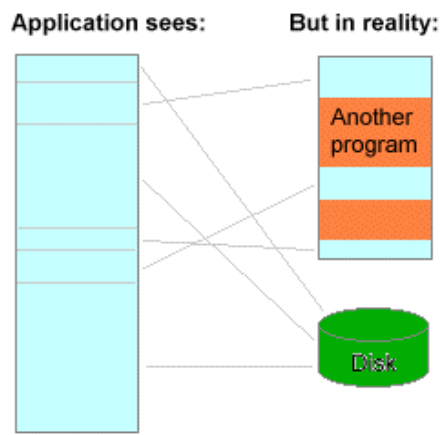 Application sees:
But in reality:
Another
program
Disk